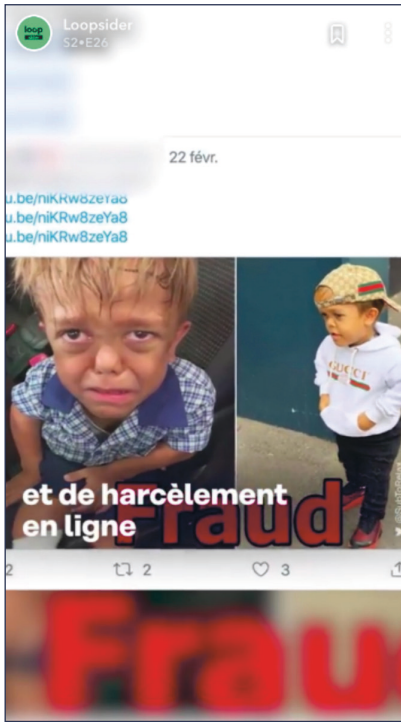 loop
Loopsider
S2•E26
22 févr.
u.be/niKRw8zeYa8
u.be/niKRw8zeYa8
u.be/niKRw8zeYa8
GUCCI
et de harcèlement
en ligne
Fraud
2
2
3
Frau